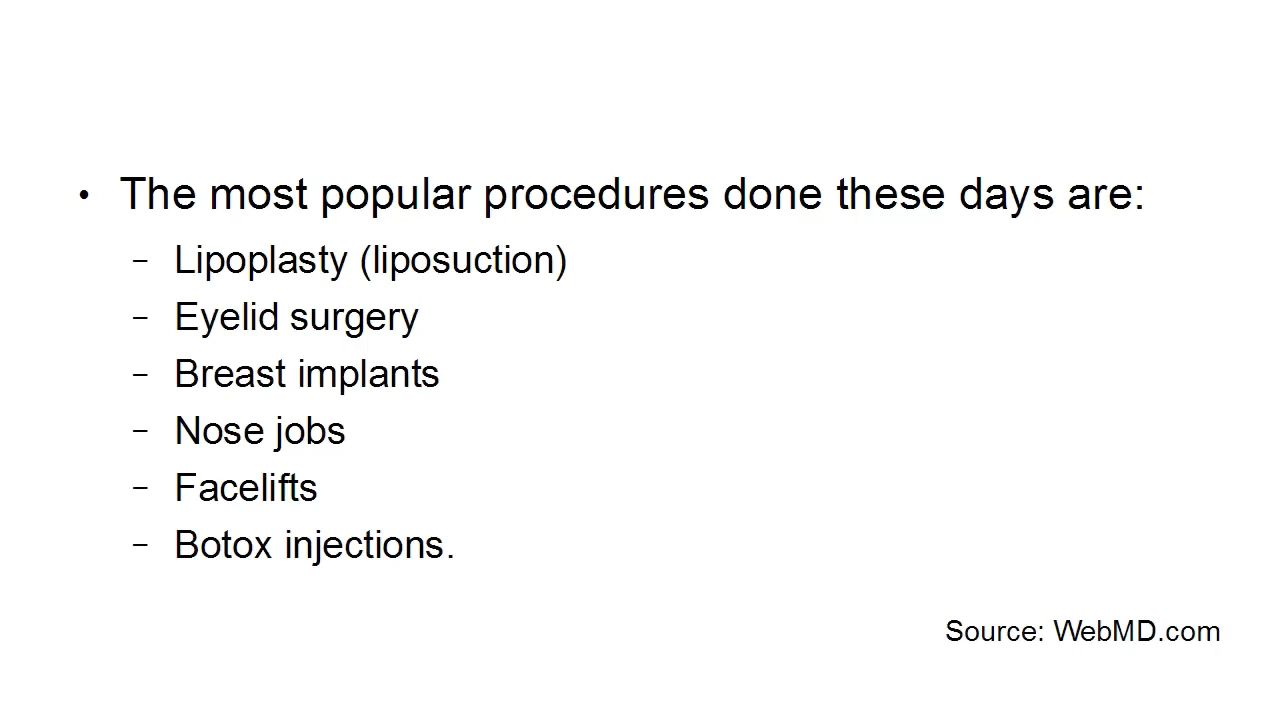 • The most popular procedures done these days are:
– Lipoplasty (liposuction)
– Eyelid surgery
– Breast implants
– Nose jobs
– Facelifts
– Botox injections.
Source: WebMD.com